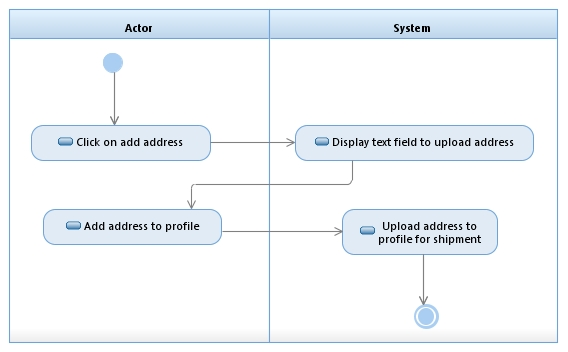 Actor
System
Click on add address
Display text field to upload address
Add address to profile
Upload address to
profile for shipment